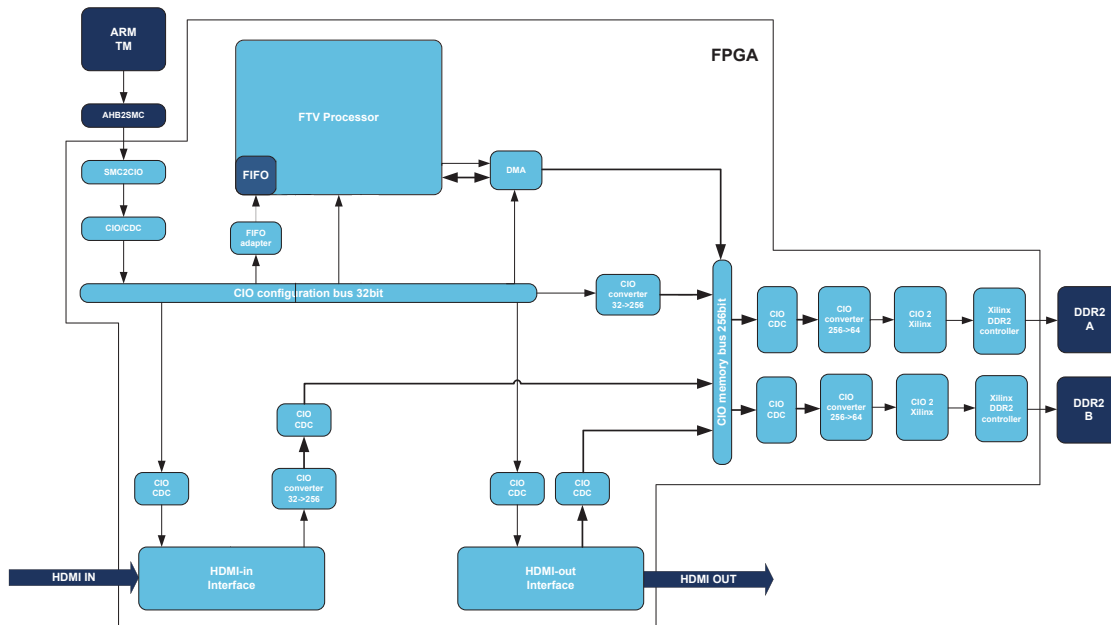 ARM
TM
FPGA
AHB2SMC
FTV Processor
SMC2CIO
FIFO
DMA
CIO/CDC
FIFO
adapter
CIO configuration bus 32bit
CIO
converter
32->256
CIO memory bus 256bit
CIO
CDC
CIO
converter
256->64
CIO 2
Xilinx
Xilinx
DDR2
controller
DDR2
A
CIO
CDC
CIO
converter
256->64
CIO 2
Xilinx
Xilinx
DDR2
controller
DDR2
B
CIO
CDC
CIO
CDC
CIO
converter
32->256
CIO
CDC
CIO
CDC
HDMI IN
HDMI-in
Interface
HDMI-out
Interface
HDMI OUT